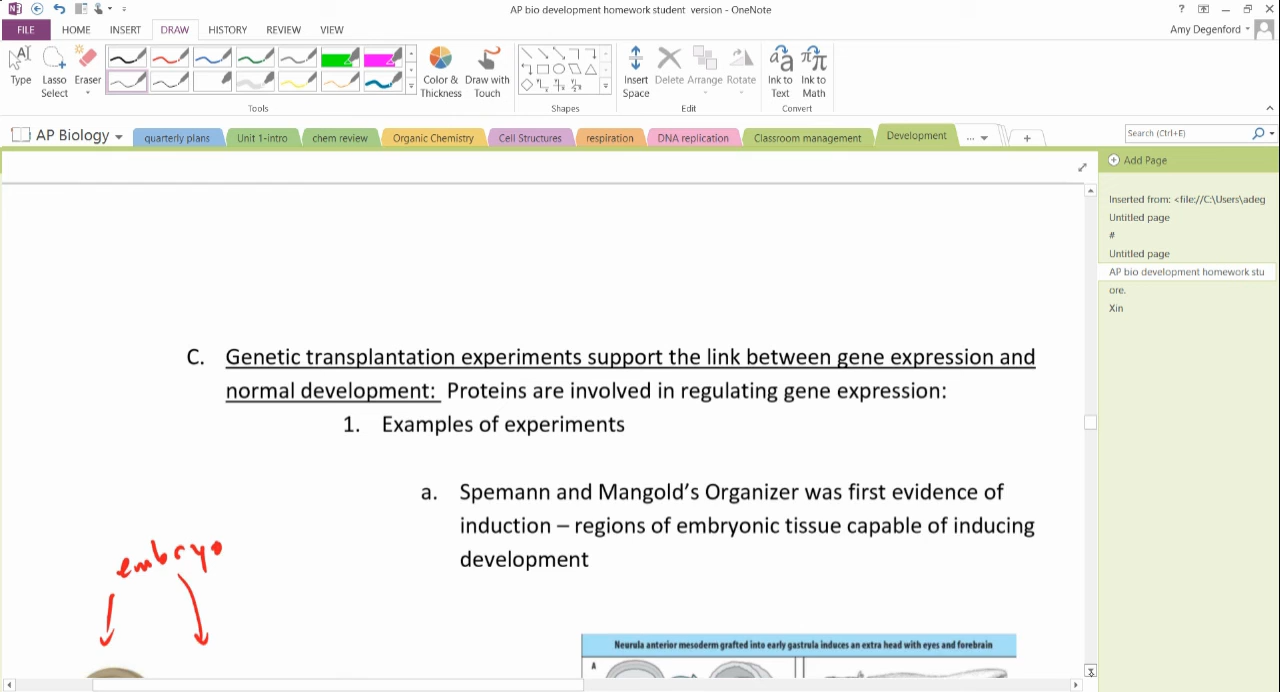 AP bio development homework student version - OneNote
?
FILE
HOME
INSERT
DRAW
HISTORY
REVIEW
VIEW
Amy Degenford
Type
Lasso
Select
Eraser
Color &
Thickness
Draw with
Touch
Insert
Space
Delete
Arrange
Rotate
Ink to
Text
Ink to
Math
Tools
Shapes
Edit
Convert
AP Biology
quarterly plans
Unit 1-intro
chem review
Organic Chemistry
Cell Structures
respiration
DNA replication
Classroom management
Development
...
+
Search (Ctrl+E)
Add Page
Inserted from: <file://C:\Users\adeg
Untitled page
#
Untitled page
AP bio development homework stu
ore.
Xin
C. Genetic transplantation experiments support the link between gene expression and
normal development: Proteins are involved in regulating gene expression:
1. Examples of experiments
a. Spemann and Mangold's Organizer was first evidence of
induction – regions of embryonic tissue capable of inducing
development
embryo
Neurula anterior mesoderm grafted into early gastrula induces an extra head with eyes and forebrain
A